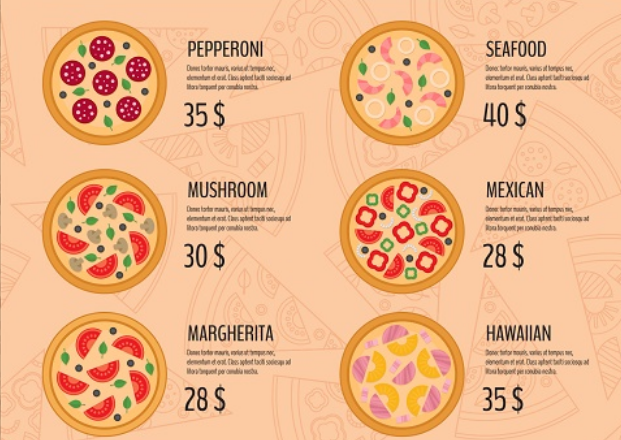 PEPPERONI
Donec tortor mauris, varius ut tempus nec,
elementum et erat. Class aptent taciti sociosqu ad
litora torquent per conubia nostra.
35 $
SEAFOOD
Donec tortor mauris, varius ut tempus nec,
elementum et erat. Class aptent taciti sociosqu ad
litora torquent per conubia nostra.
40 $
MUSHROOM
Donec tortor mauris, varius ut tempus nec,
elementum et erat. Class aptent taciti sociosqu ad
litora torquent per conubia nostra.
30 $
MEXICAN
Donec tortor mauris, varius ut tempus nec,
elementum et erat. Class aptent taciti sociosqu ad
litora torquent per conubia nostra.
28 $
MARGHERITA
Donec tortor mauris, varius ut tempus nec,
elementum et erat. Class aptent taciti sociosqu ad
litora torquent per conubia nostra.
28 $
HAWAIIAN
Donec tortor mauris, varius ut tempus nec,
elementum et erat. Class aptent taciti sociosqu ad
litora torquent per conubia nostra.
35 $